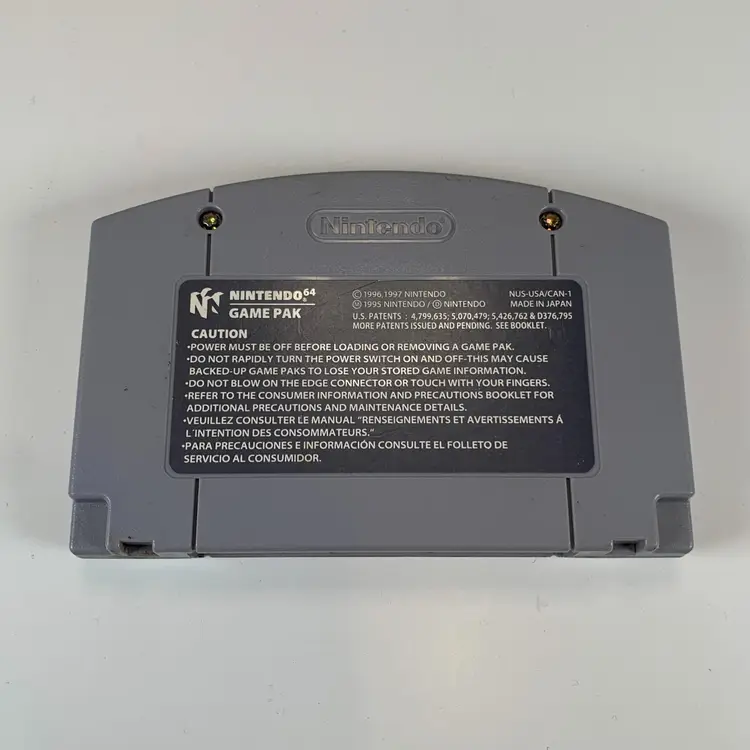 Nintendo®
NINTENDO 64
GAME PAK
© 1996,1997 NINTENDO
Ⓜ 1995 NINTENDO / Ⓟ NINTENDO
NUS-USA/CAN-1
MADE IN JAPAN
U.S. PATENTS : 4,799,635; 5,070,479; 5,426,762 & D376,795
MORE PATENTS ISSUED AND PENDING. SEE BOOKLET.
CAUTION
•POWER MUST BE OFF BEFORE LOADING OR REMOVING A GAME PAK.
•DO NOT RAPIDLY TURN THE POWER SWITCH ON AND OFF-THIS MAY CAUSE
BACKED-UP GAME PAKS TO LOSE YOUR STORED GAME INFORMATION.
•DO NOT BLOW ON THE EDGE CONNECTOR OR TOUCH WITH YOUR FINGERS.
•REFER TO THE CONSUMER INFORMATION AND PRECAUTIONS BOOKLET FOR
ADDITIONAL PRECAUTIONS AND MAINTENANCE DETAILS.
•VEUILLEZ CONSULTER LE MANUAL "RENSEIGNEMENTS ET AVERTISSEMENTS Á
L'INTENTION DES CONSOMMATEURS."
•PARA PRECAUCIONES E INFORMACIÓN CONSULTE EL FOLLETO DE
SERVICIO AL CONSUMIDOR.